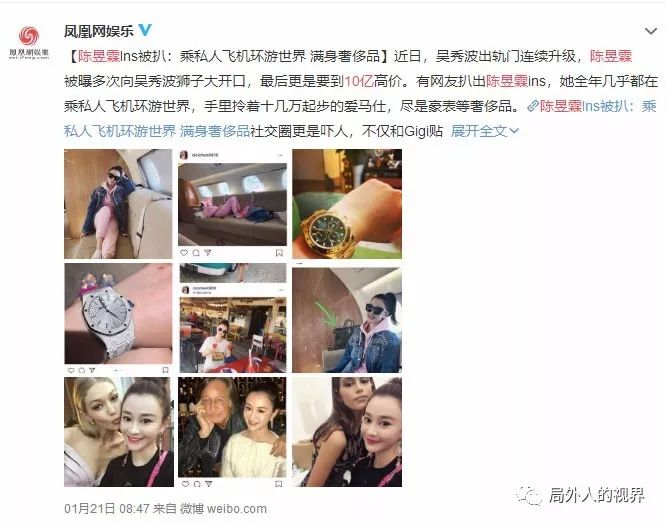 凤凰网娱乐
鳳凰網娛樂
ent.ifeng.com
【陈昱霖Ins被扒：乘私人飞机环游世界 满身奢侈品】近日，吴秀波出轨门连续升级，陈昱霖
被曝多次向吴秀波狮子大开口，最后更是要到10亿高价。有网友扒出陈昱霖ins，她全年几乎都在
乘私人飞机环游世界，手里拎着十几万起步的爱马仕，尽是豪表等奢侈品。陈昱霖Ins被扒：乘
私人飞机环游世界 满身奢侈品社交圈更是吓人，不仅和Gigi贴 展开全文
01月21日 08:47 来自 微博 weibo.com
局外人的视界